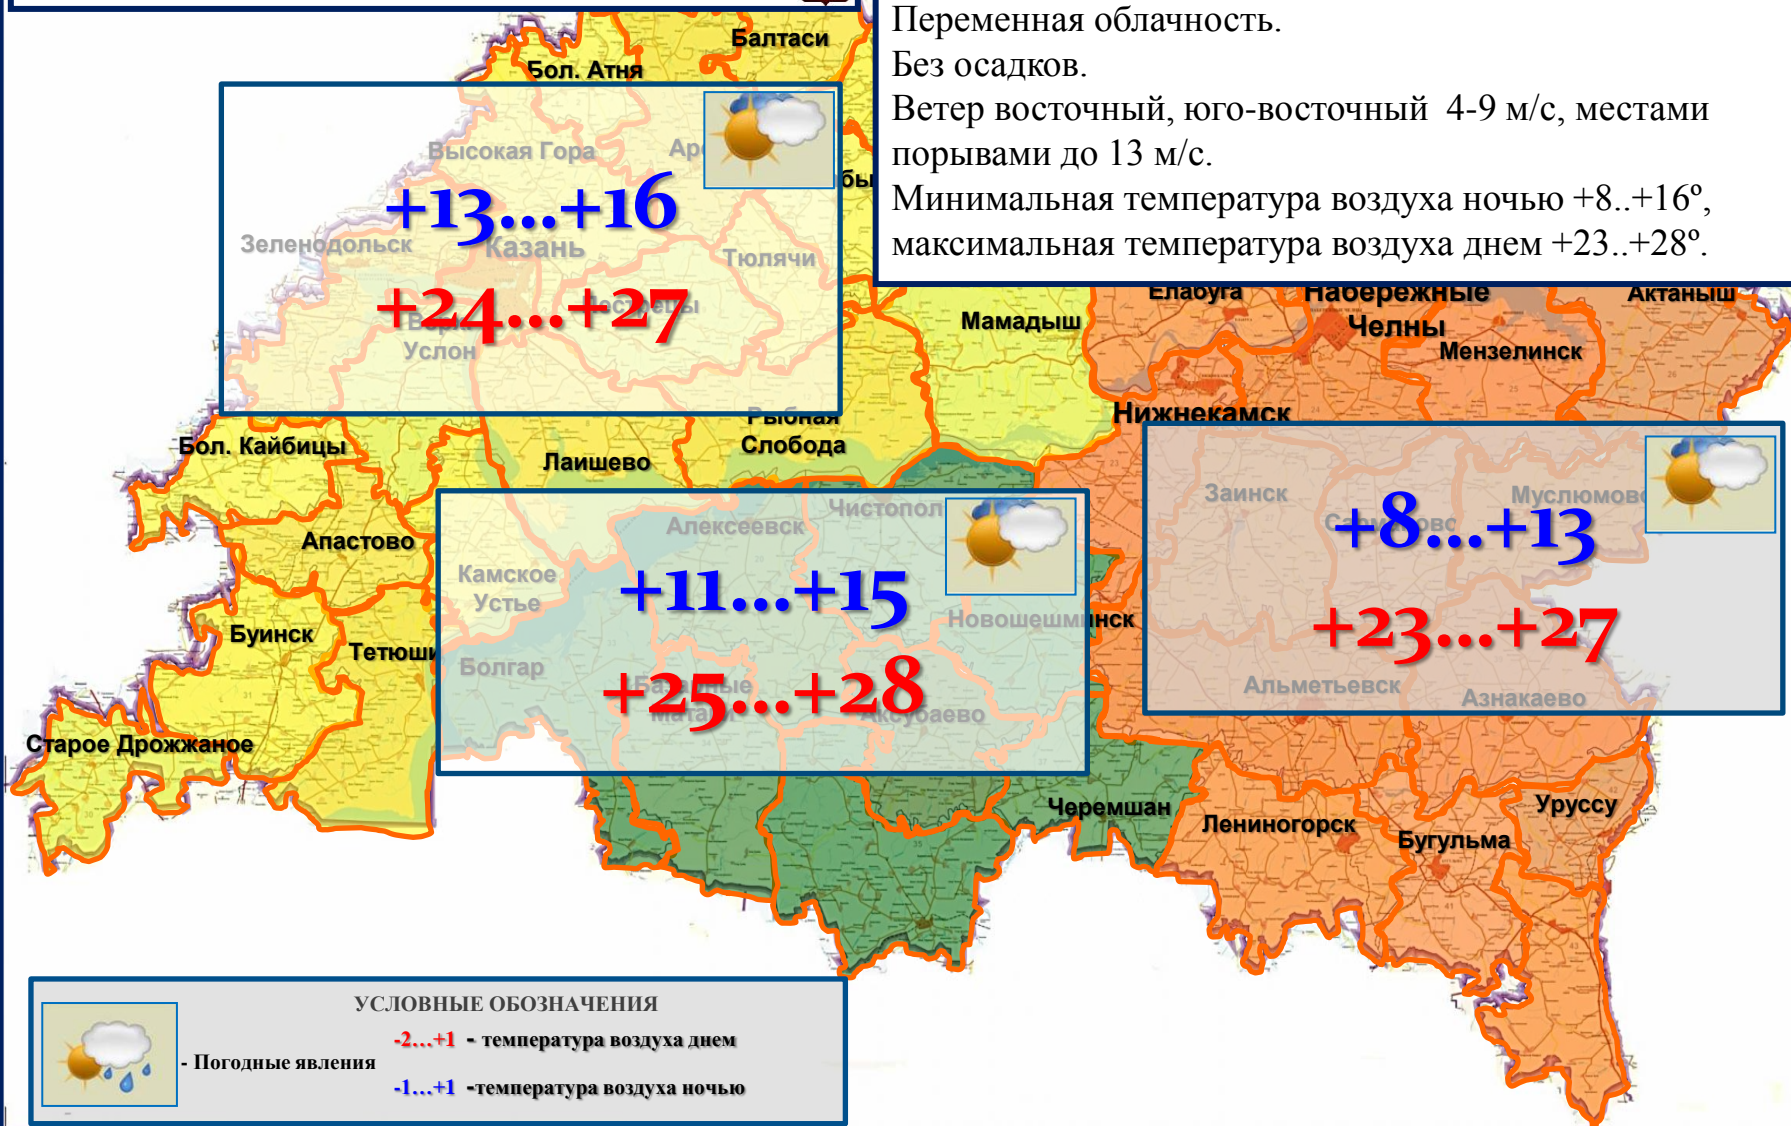 Переменная облачность.
Без осадков.
Ветер восточный, юго-восточный 4-9 м/с, местами
порывами до 13 м/с.
Минимальная температура воздуха ночью +8..+16º,
максимальная температура воздуха днем +23..+28º.
Балтаси
Бол. Атня
Высокая Гора
+13...+16
Зеленодольск
Казань
Тюлячи
+24...+27
Услон
Мамадыш
Елабуга
Набережные
Челны
Актаныш
Мензелинск
Нижнекамск
Рыбная
Слобода
Бол. Кайбицы
Лаишево
Апастово
Заинск
Муслюмово
+8...+13
+23...+27
Альметьевск
Азнакаево
Чистополь
Алексеевск
Камское
Устье
+11...+15
Новошешминск
Буинск
Тетюши
Болгар
+25...+28
Базарные
Матаки
Аксубаево
Старое Дрожжаное
Черемшан
Лениногорск
Бугульма
Уруссу
УСЛОВНЫЕ ОБОЗНАЧЕНИЯ
- Погодные явления
-2...+1 - температура воздуха днем
-1...+1 -температура воздуха ночью